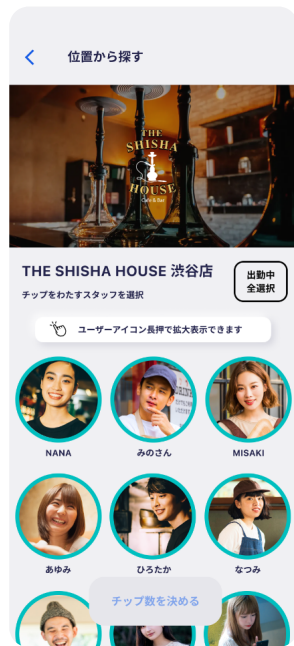 位置から探す
THE
SHISHA
HOUSE
Cafe & Bar
THE SHISHA HOUSE 渋谷店
チップをわたすスタッフを選択
出勤中
全選択
ユーザーアイコン長押で拡大表示できます
NANA
みのさん
MISAKI
あゆみ
ひろたか
なつみ
チップ数を決める